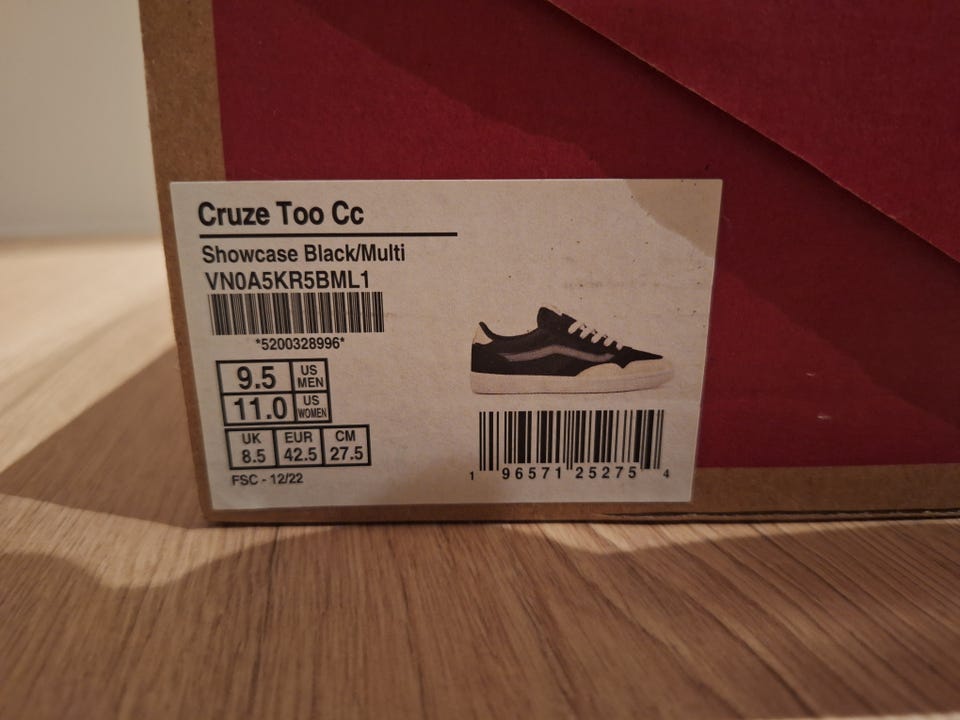 Cruze Too Cc
Showcase Black/Multi
VN0A5KR5BML1
*5200328996*
9.5 US MEN
11.0 US WOMEN
UK EUR CM
8.5 42.5 27.5
FSC - 12/22
1 96571 25275 4